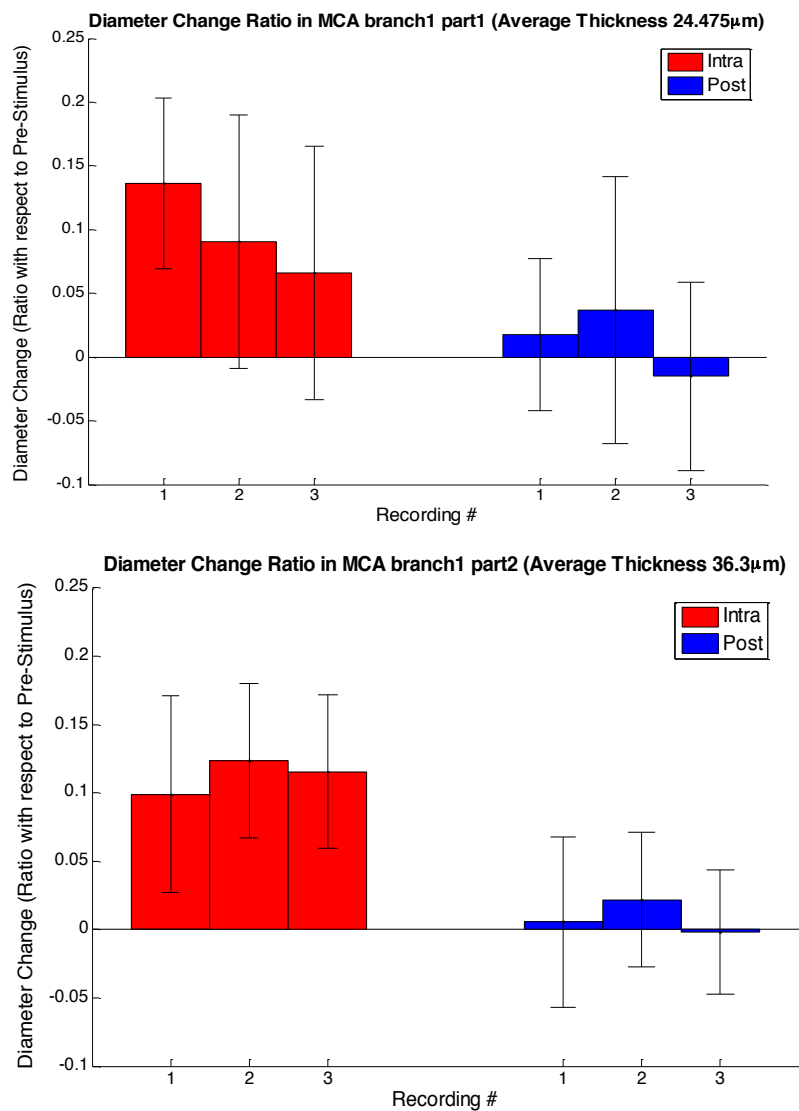 Diameter Change Ratio in MCA branch1 part1 (Average Thickness 24.475µm)
Diameter Change (Ratio with respect to Pre-Stimulus)
0.25
0.2
0.15
0.1
0.05
0
-0.05
-0.1
Intra
Post
1 2 3 1 2 3
Recording #
Diameter Change Ratio in MCA branch1 part2 (Average Thickness 36.3µm)
Diameter Change (Ratio with respect to Pre-Stimulus)
0.25
0.2
0.15
0.1
0.05
0
-0.05
-0.1
Intra
Post
1 2 3 1 2 3
Recording #